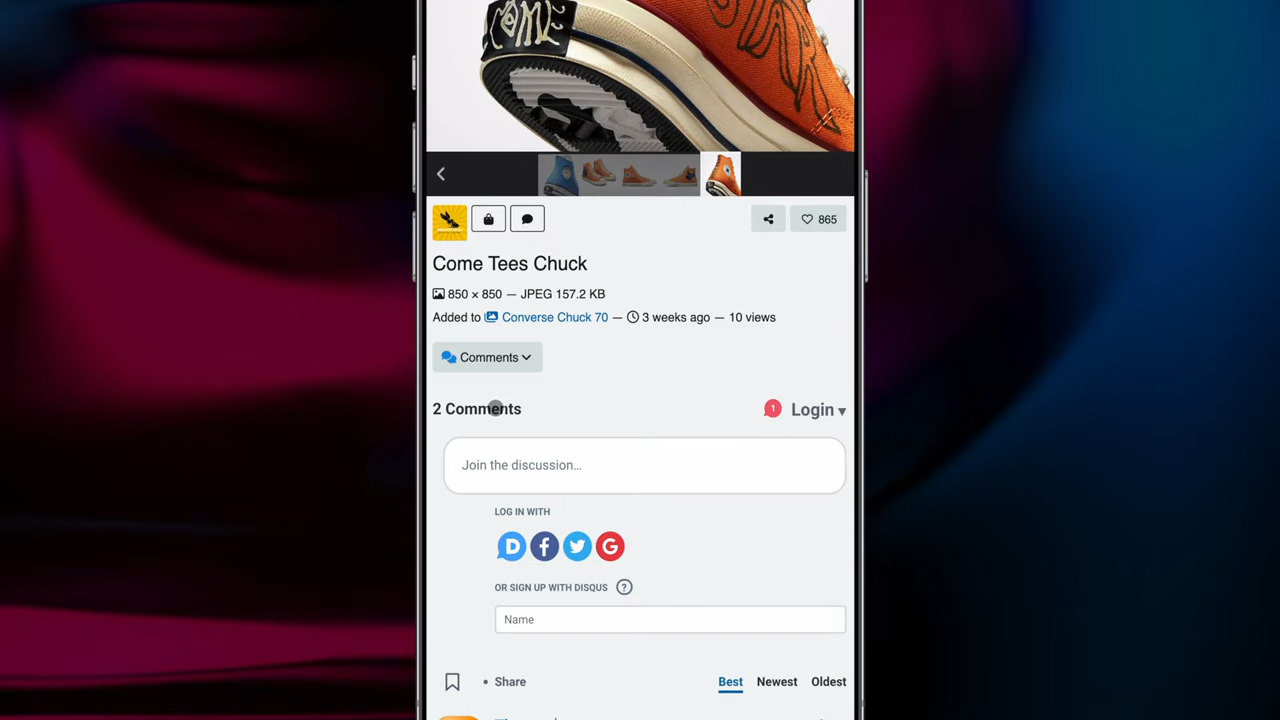 COME
STAR
865
Come Tees Chuck
850 × 850 — JPEG 157.2 KB
Added to Converse Chuck 70 — 3 weeks ago — 10 views
Comments
2 Comments
1 Login
Join the discussion...
LOG IN WITH
OR SIGN UP WITH DISQUS ?
Name
• Share
Best Newest Oldest